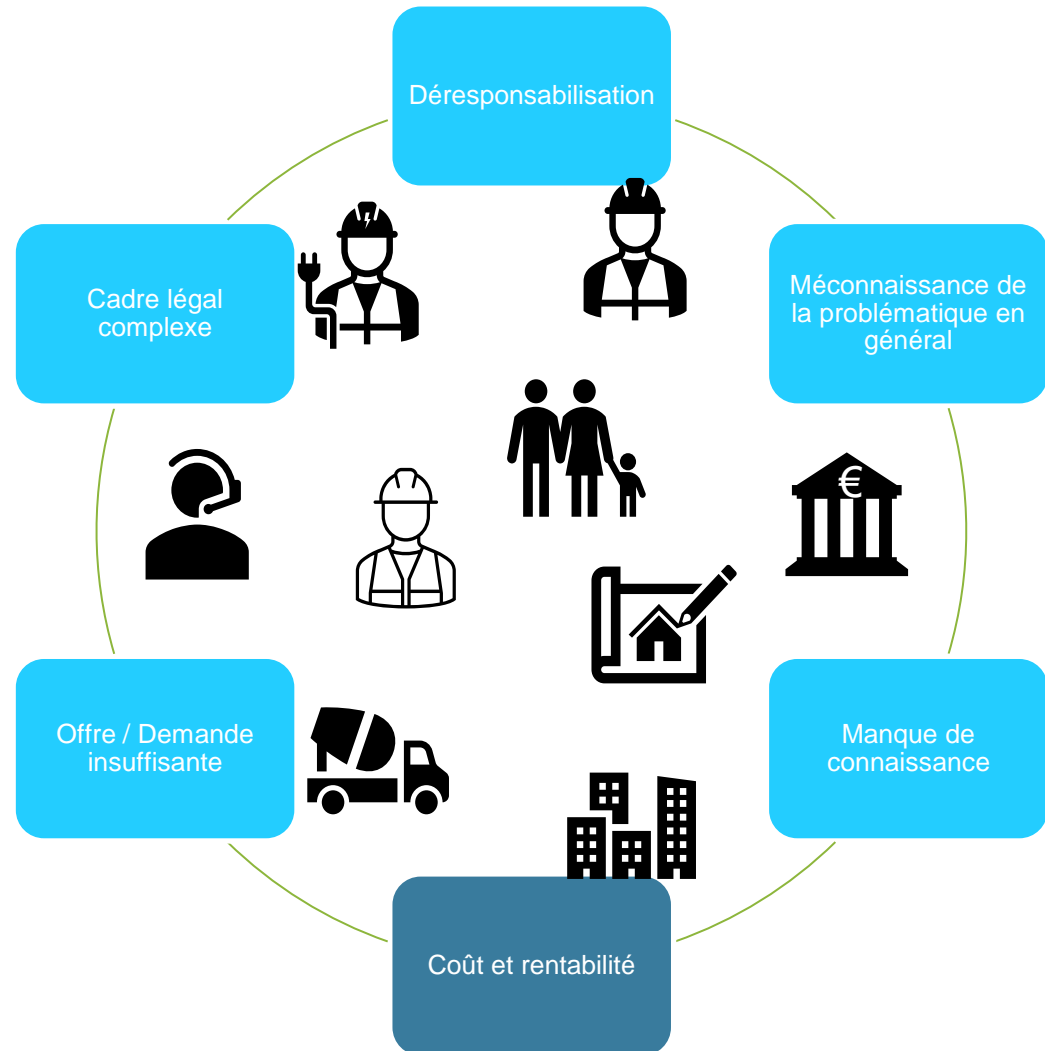 Déresponsabilisation
Cadre légal
complexe
Méconnaissance de
la problématique en
général
€
Offre / Demande
insuffisante
Manque de
connaissance
Coût et rentabilité